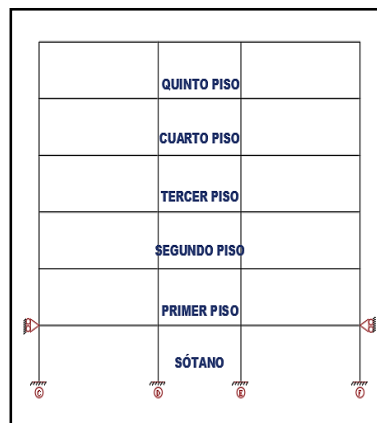 QUINTO PISO
CUARTO PISO
TERCER PISO
SEGUNDO PISO
PRIMER PISO
SÓTANO
C D E F